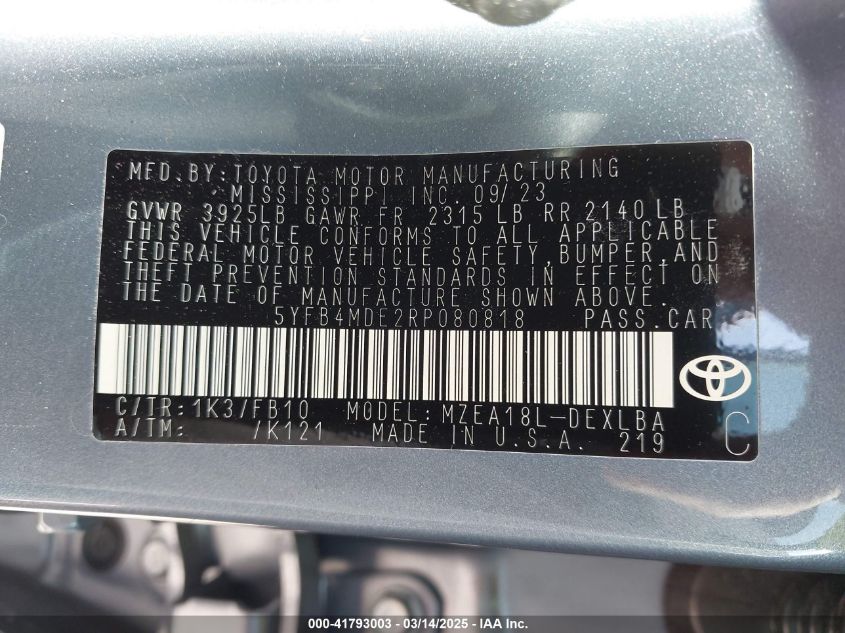 MFD.BY:TOYOTA MOTOR MANUFACTURING
MISSISSIPPI INC. 09/23
GVWR 3925LB GAWR FR 2315 LB RR 2140 LB
THIS VEHICLE CONFORMS TO ALL APPLICABLE
FEDERAL MOTOR VEHICLE SAFETY,BUMPER,AND
THEFT PREVENTION STANDARDS IN EFFECT ON
THE DATE OF MANUFACTURE SHOWN ABOVE.
5YFB4MDE2RP080818 PASS.CAR
C/TR:1K3/FB10 MODEL:MZEA18L-DEXLBA
A/TM: /K121 MADE IN U.S.A. 219
C
000-41793003 - 03/14/2025 - IAA, Inc.